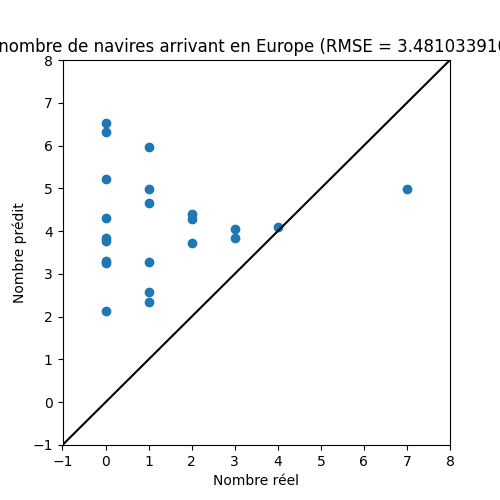 nombre de navires arrivant en Europe (RMSE = 3.481033916
8
7
6
5
4
3
2
1
0
−1
Nombre prédit
−1 0 1 2 3 4 5 6 7 8
Nombre réel